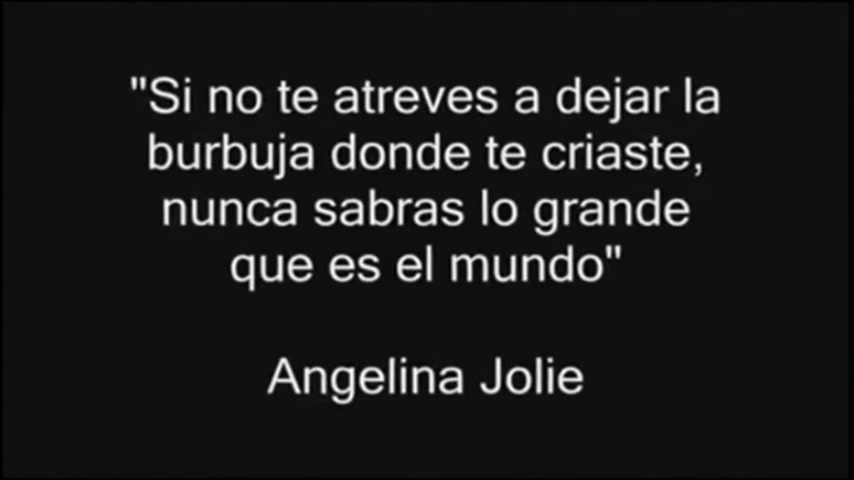 "Si no te atreves a dejar la
burbuja donde te criaste,
nunca sabras lo grande
que es el mundo"
Angelina Jolie